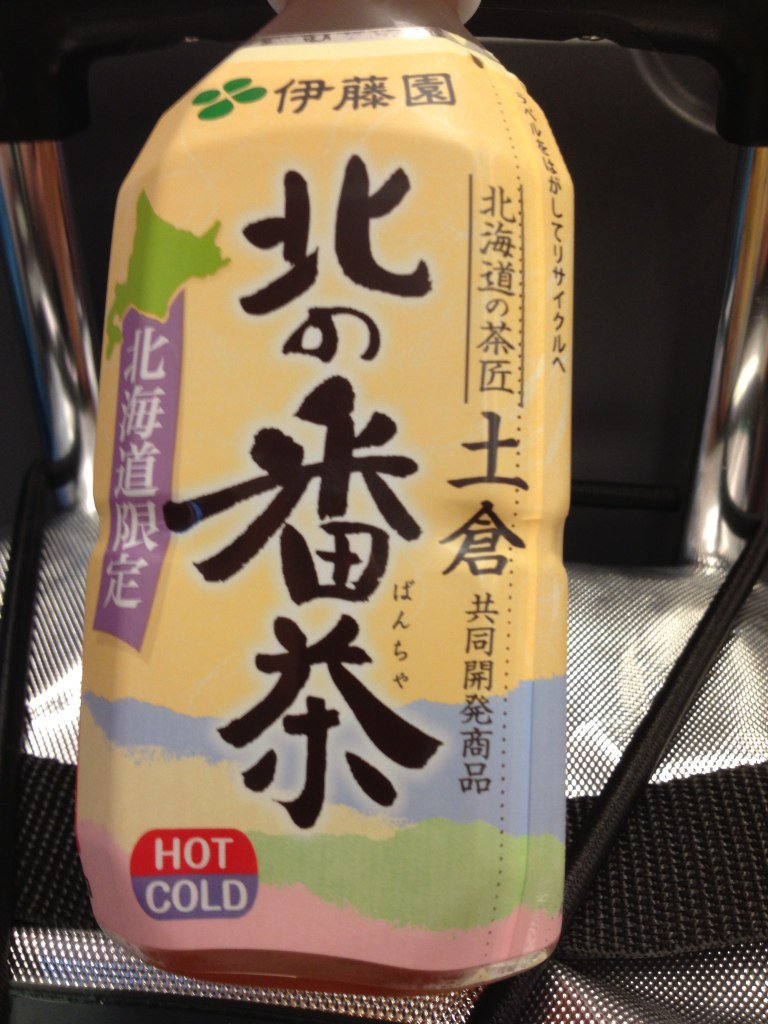 伊藤園
ラベルをはがしてリサイクルへ
北海道の茶匠
土倉
共同開発商品
北の番茶
ばんちゃ
北海道限定
HOT
COLD